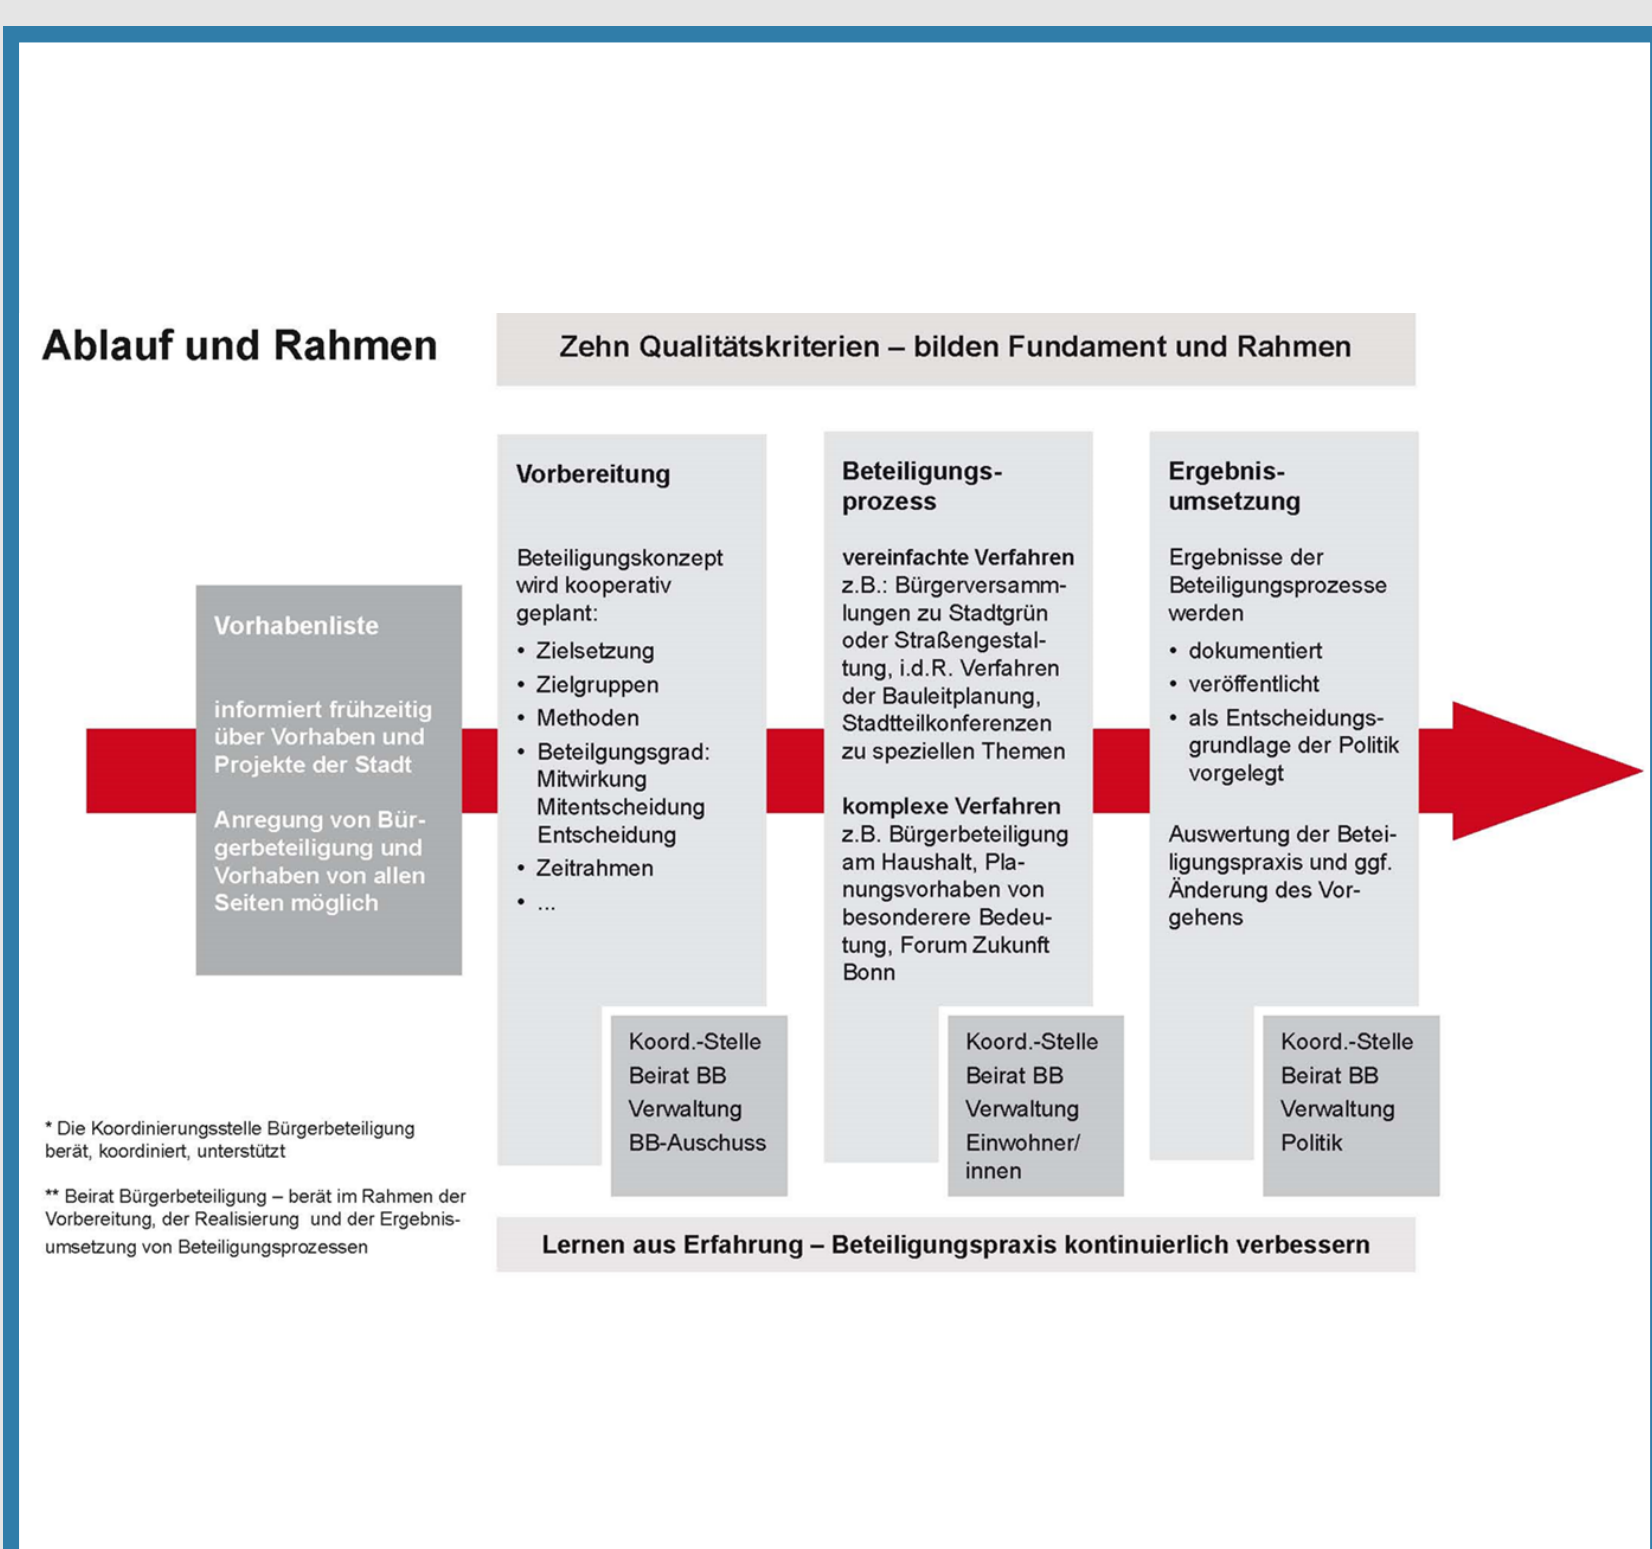 Ablauf und Rahmen
Zehn Qualitätskriterien – bilden Fundament und Rahmen
Vorhabenliste
informiert frühzeitig
über Vorhaben und
Projekte der Stadt
Anregung von Bür-
gerbeteiligung und
Vorhaben von allen
Seiten möglich
Vorbereitung
Beteiligungskonzept
wird kooperativ
geplant:
• Zielsetzung
• Zielgruppen
• Methoden
• Beteilgungsgrad:
Mitwirkung
Mitentscheidung
Entscheidung
• Zeitrahmen
• ...
Koord.-Stelle
Beirat BB
Verwaltung
BB-Auschuss
Beteiligungs-
prozess
vereinfachte Verfahren
z.B.: Bürgerversamm-
lungen zu Stadtgrün
oder Straßengestal-
tung, i.d.R. Verfahren
der Bauleitplanung,
Stadtteilkonferenzen
zu speziellen Themen
komplexe Verfahren
z.B. Bürgerbeteiligung
am Haushalt, Pla-
nungsvorhaben von
besonderere Bedeu-
tung, Forum Zukunft
Bonn
Koord.-Stelle
Beirat BB
Verwaltung
Einwohner/
innen
Ergebnis-
umsetzung
Ergebnisse der
Beteiligungsprozesse
werden
• dokumentiert
• veröffentlicht
• als Entscheidungs-
grundlage der Politik
vorgelegt
Auswertung der Betei-
ligungspraxis und ggf.
Änderung des Vor-
gehens
Koord.-Stelle
Beirat BB
Verwaltung
Politik
* Die Koordinierungsstelle Bürgerbeteiligung
berät, koordiniert, unterstützt
** Beirat Bürgerbeteiligung – berät im Rahmen der
Vorbereitung, der Realisierung und der Ergebnis-
umsetzung von Beteiligungsprozessen
Lernen aus Erfahrung – Beteiligungspraxis kontinuierlich verbessern